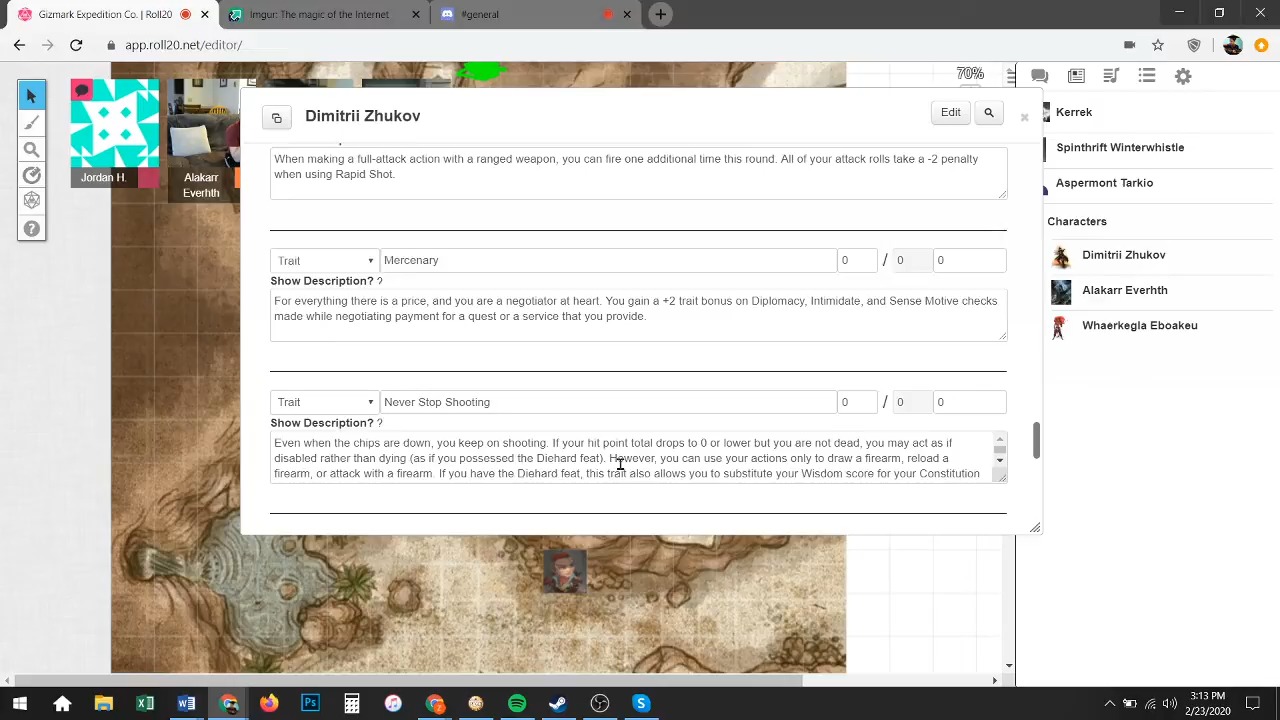 Gizmark Expedition Co. | Roll20
Imgur: The magic of the Internet
#general
app.roll20.net/editor/
70%
Jordan H.
Alakarr
Everhth
Dimitrii Zhukov
Edit
When making a full-attack action with a ranged weapon, you can fire one additional time this round. All of your attack rolls take a -2 penalty
when using Rapid Shot.
Trait
Mercenary
0 / 0 0
Show Description? ?
For everything there is a price, and you are a negotiator at heart. You gain a +2 trait bonus on Diplomacy, Intimidate, and Sense Motive checks
made while negotiating payment for a quest or a service that you provide.
Trait
Never Stop Shooting
0 / 0 0
Show Description? ?
Even when the chips are down, you keep on shooting. If your hit point total drops to 0 or lower but you are not dead, you may act as if
disabled rather than dying (as if you possessed the Diehard feat). However, you can use your actions only to draw a firearm, reload a
firearm, or attack with a firearm. If you have the Diehard feat, this trait also allows you to substitute your Wisdom score for your Constitution
Kerrek
Spinthrift Winterwhistle
Aspermont Tarkio
Characters
Dimitrii Zhukov
Alakarr Everhth
Whaerkegla Eboakeu
3:13 PM
2/23/2020